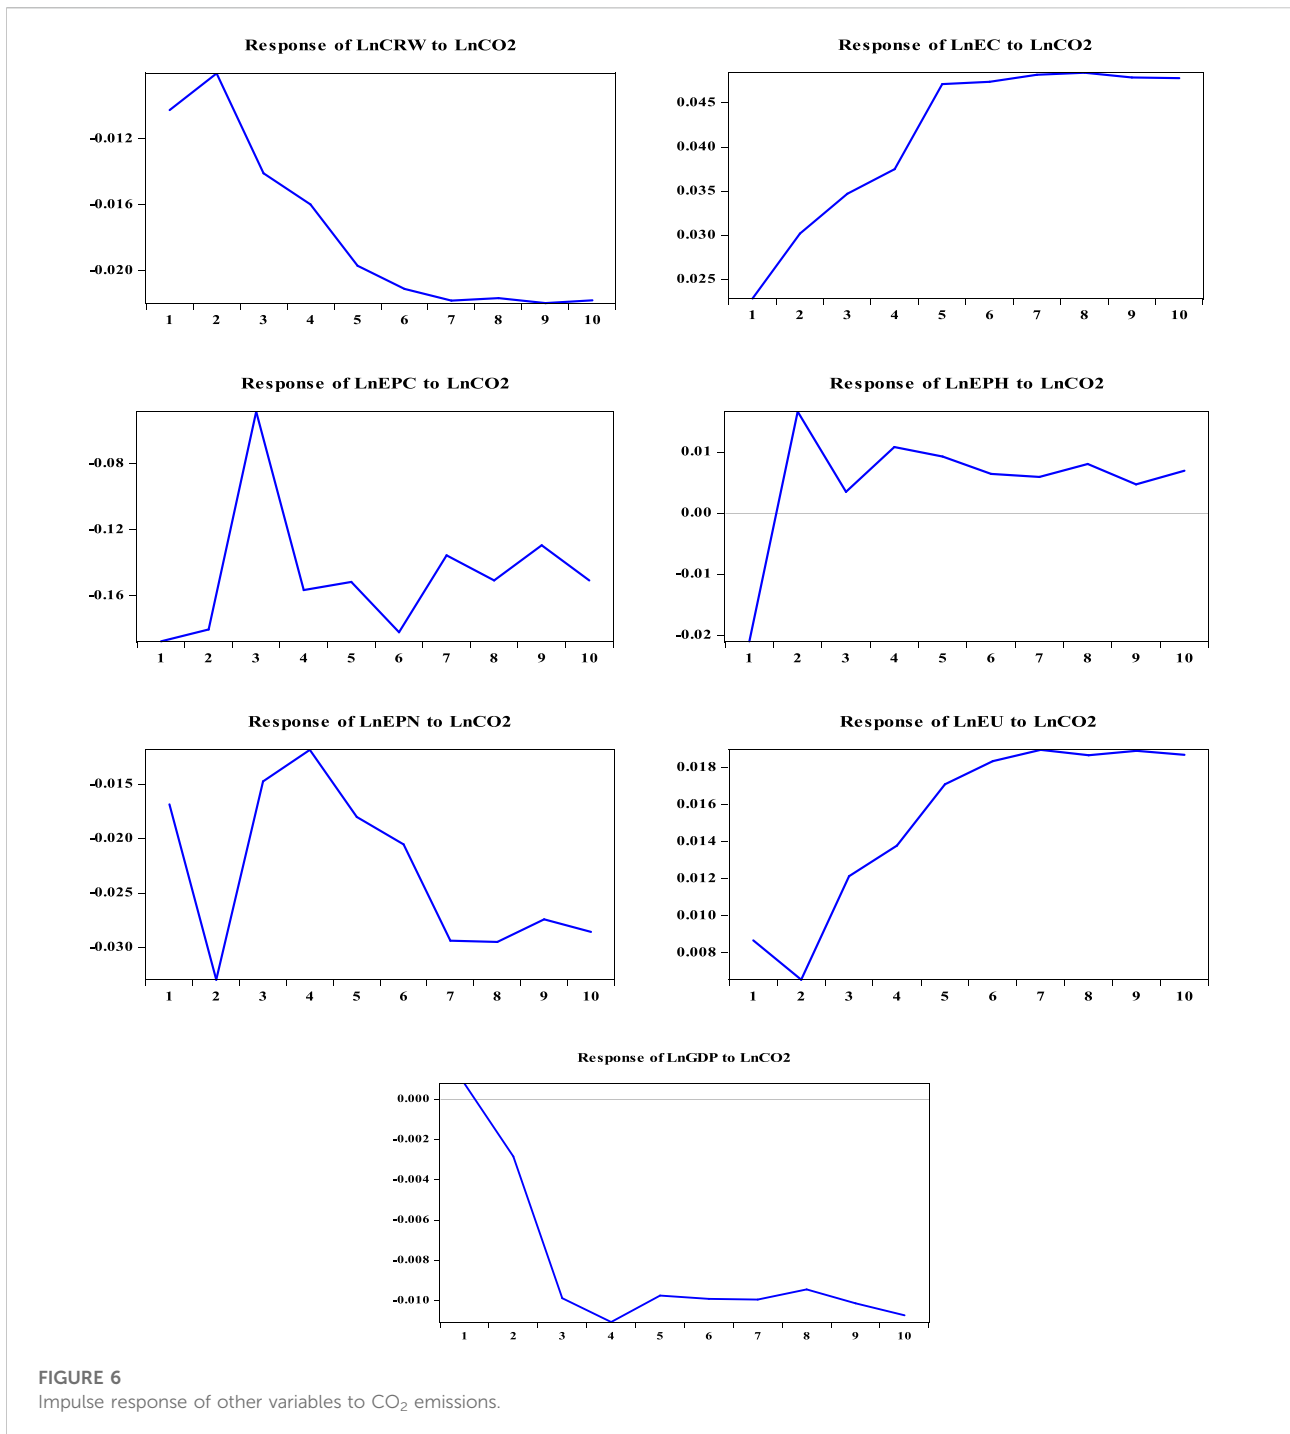 Response of LnCRW to LnCO2
-0.012
-0.016
-0.020
1 2 3 4 5 6 7 8 9 10
Response of LnEC to LnCO2
0.045
0.040
0.035
0.030
0.025
1 2 3 4 5 6 7 8 9 10
Response of LnEPC to LnCO2
-0.08
-0.12
-0.16
1 2 3 4 5 6 7 8 9 10
Response of LnEPH to LnCO2
0.01
0.00
-0.01
-0.02
1 2 3 4 5 6 7 8 9 10
Response of LnEPN to LnCO2
-0.015
-0.020
-0.025
-0.030
1 2 3 4 5 6 7 8 9 10
Response of LnEU to LnCO2
0.018
0.016
0.014
0.012
0.010
0.008
1 2 3 4 5 6 7 8 9 10
Response of LnGDP to LnCO2
0.000
-0.002
-0.004
-0.006
-0.008
-0.010
1 2 3 4 5 6 7 8 9 10
FIGURE 6
Impulse response of other variables to CO₂ emissions.